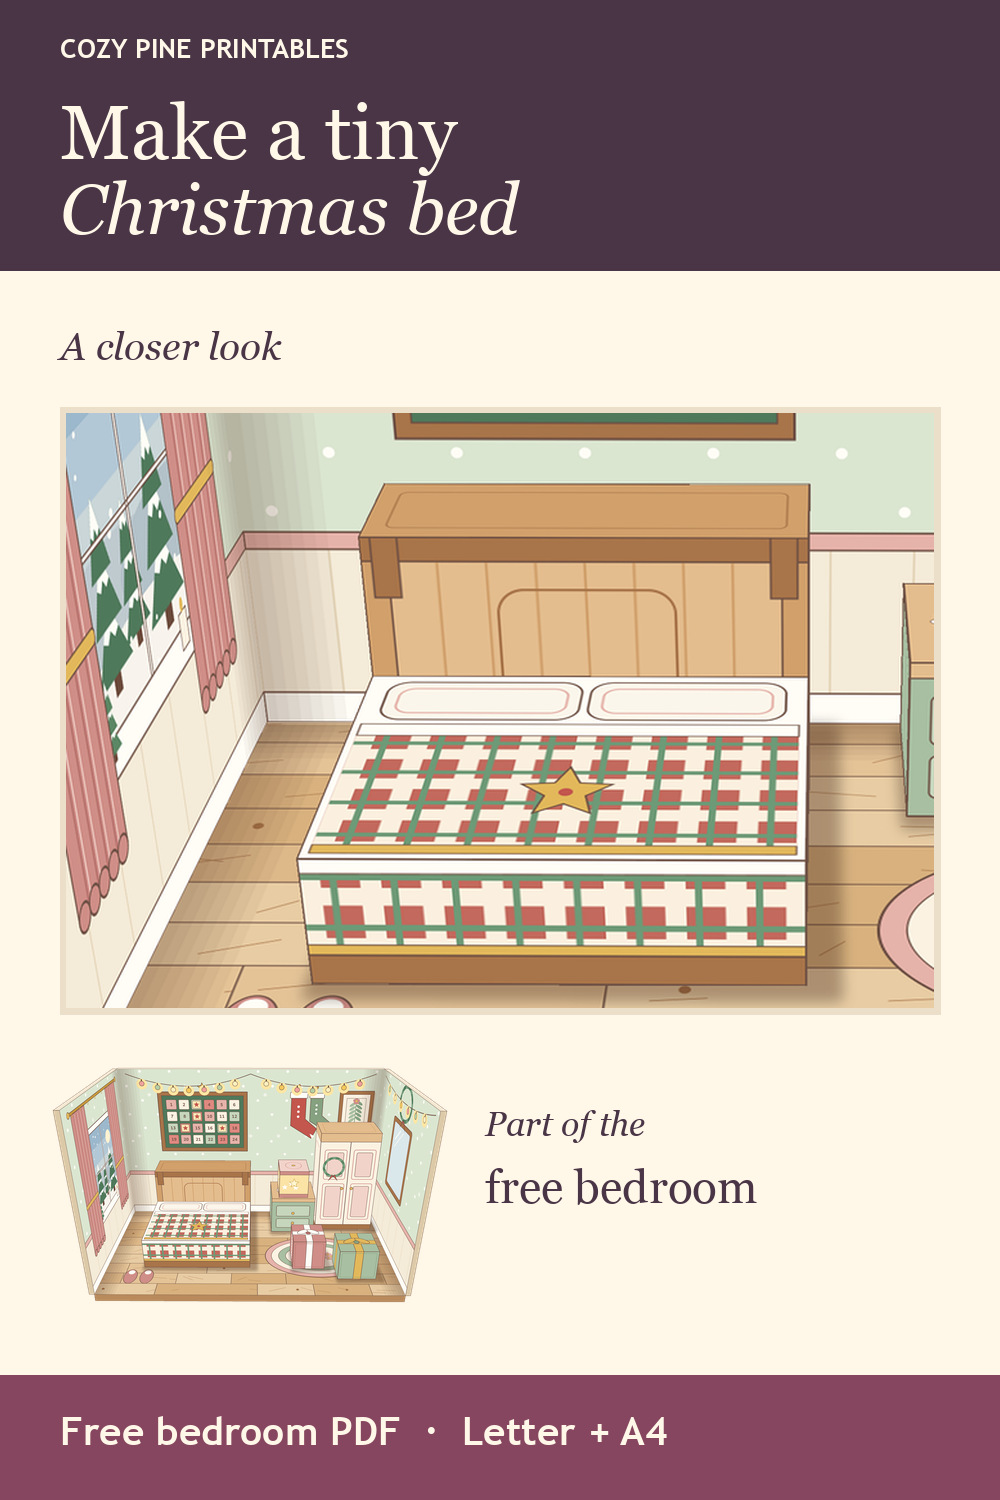 COZY PINE PRINTABLES
Make a tiny
Christmas bed
A closer look
Part of the
free bedroom
Free bedroom PDF · Letter + A4